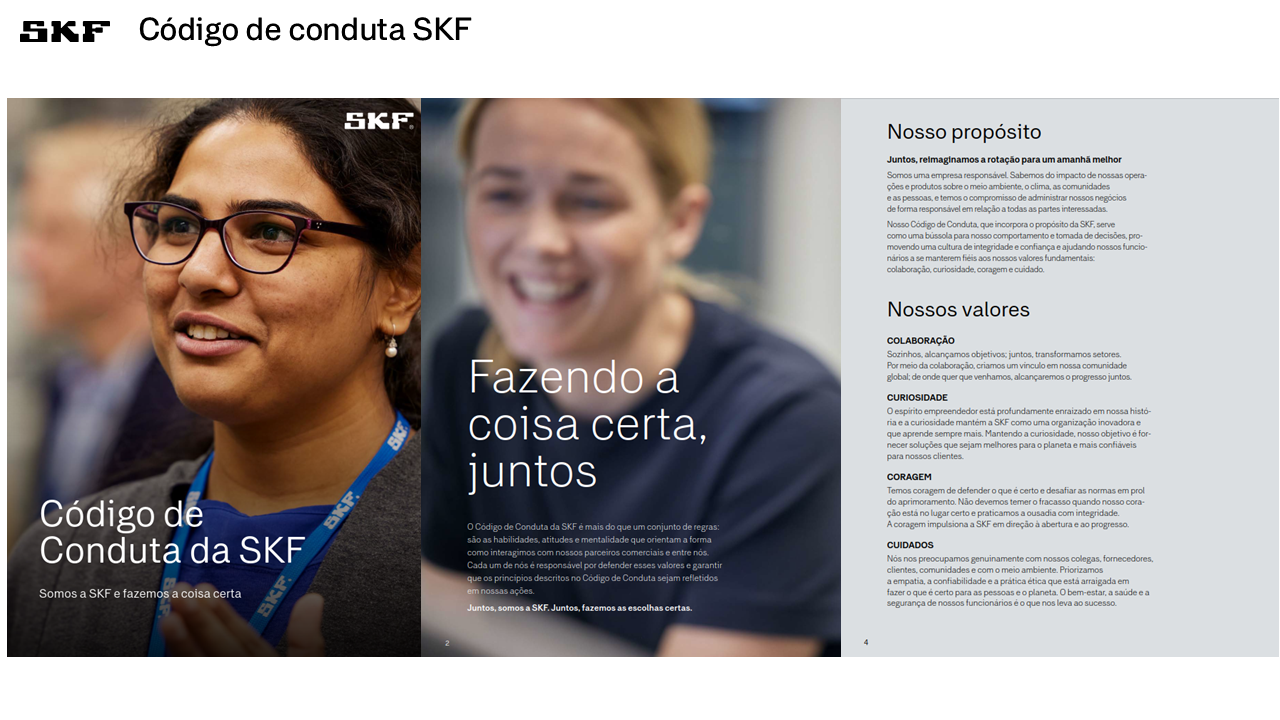 SKF Código de conduta SKF
SKF
SKF
SKF
Código de
Conduta da SKF
Somos a SKF e fazemos a coisa certa
Fazendo a
coisa certa,
juntos
O Código de Conduta da SKF é mais do que um conjunto de regras:
são as habilidades, atitudes e mentalidade que orientam a forma
como interagimos com nossos parceiros comerciais e entre nós.
Cada um de nós é responsável por defender esses valores e garantir
que os princípios descritos no Código de Conduta sejam refletidos
em nossas ações.
Juntos, somos a SKF. Juntos, fazemos as escolhas certas.
2
Nosso propósito
Juntos, reimaginamos a rotação para um amanhã melhor
Somos uma empresa responsável. Sabemos do impacto de nossas opera-
ções e produtos sobre o meio ambiente, o clima, as comunidades
e as pessoas, e temos o compromisso de administrar nossos negócios
de forma responsável em relação a todas as partes interessadas.
Nosso Código de Conduta, que incorpora o propósito da SKF, serve
como uma bússola para nosso comportamento e tomada de decisões, pro-
movendo uma cultura de integridade e confiança e ajudando nossos funcio-
nários a se manterem fiéis aos nossos valores fundamentais:
colaboração, curiosidade, coragem e cuidado.
Nossos valores
COLABORAÇÃO
Sozinhos, alcançamos objetivos; juntos, transformamos setores.
Por meio da colaboração, criamos um vínculo em nossa comunidade
global; de onde quer que venhamos, alcançaremos o progresso juntos.
CURIOSIDADE
O espírito empreendedor está profundamente enraizado em nossa histó-
ria e a curiosidade mantém a SKF como uma organização inovadora e
que aprende sempre mais. Mantendo a curiosidade, nosso objetivo é for-
necer soluções que sejam melhores para o planeta e mais confiáveis
para nossos clientes.
CORAGEM
Temos coragem de defender o que é certo e desafiar as normas em prol
do aprimoramento. Não devemos temer o fracasso quando nosso cora-
ção está no lugar certo e praticamos a ousadia com integridade.
A coragem impulsiona a SKF em direção à abertura e ao progresso.
CUIDADOS
Nós nos preocupamos genuinamente com nossos colegas, fornecedores,
clientes, comunidades e com o meio ambiente. Priorizamos
a empatia, a confiabilidade e a prática ética que está arraigada em
fazer o que é certo para as pessoas e o planeta. O bem-estar, a saúde e a
segurança de nossos funcionários é o que nos leva ao sucesso.
4